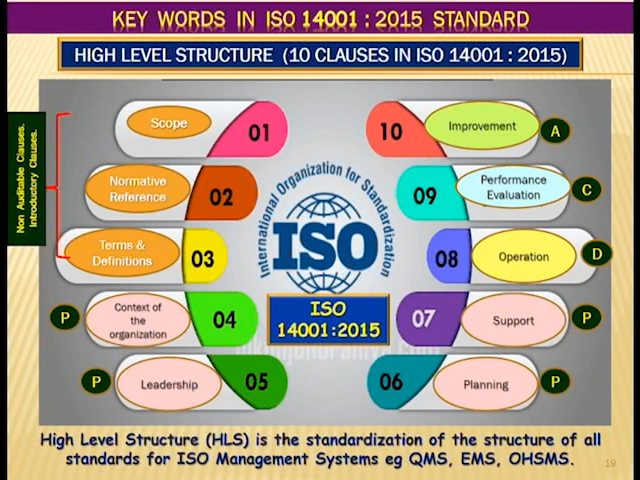 KEY WORDS IN ISO 14001 : 2015 STANDARD
HIGH LEVEL STRUCTURE (10 CLAUSES IN ISO 14001 : 2015)
Non Auditable Clauses.
Introductory Clauses.
Scope
01
Normative
Reference
02
Terms &
Definitions
03
P
Context of
the
organization
04
P
Leadership
05
International Organization for Standardization
ISO
ISO
14001:2015
10
Improvement
A
09
Performance
Evaluation
C
08
Operation
D
07
Support
P
06
Planning
P
High Level Structure (HLS) is the standardization of the structure of all
standards for ISO Management Systems eg QMS, EMS, OHSMS.
19